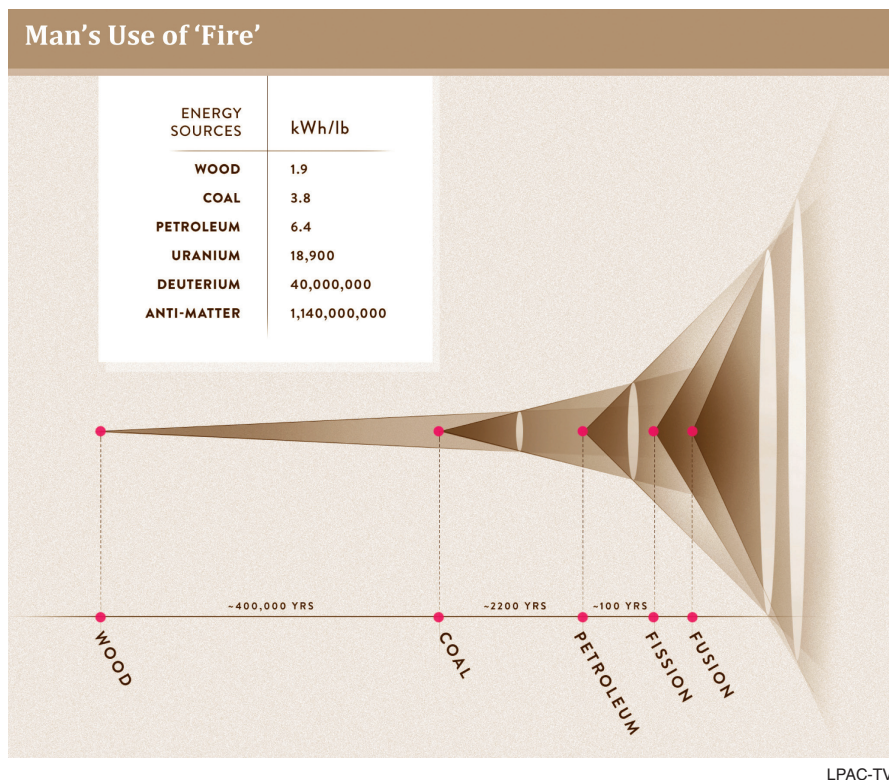 Man’s Use of ‘Fire’
ENERGY
SOURCES kWh/lb
WOOD 1.9
COAL 3.8
PETROLEUM 6.4
URANIUM 18,900
DEUTERIUM 40,000,000
ANTI-MATTER 1,140,000,000
~400,000 YRS ~2200 YRS ~100 YRS
WOOD
COAL
PETROLEUM
FISSION
FUSION
LPAC-TV